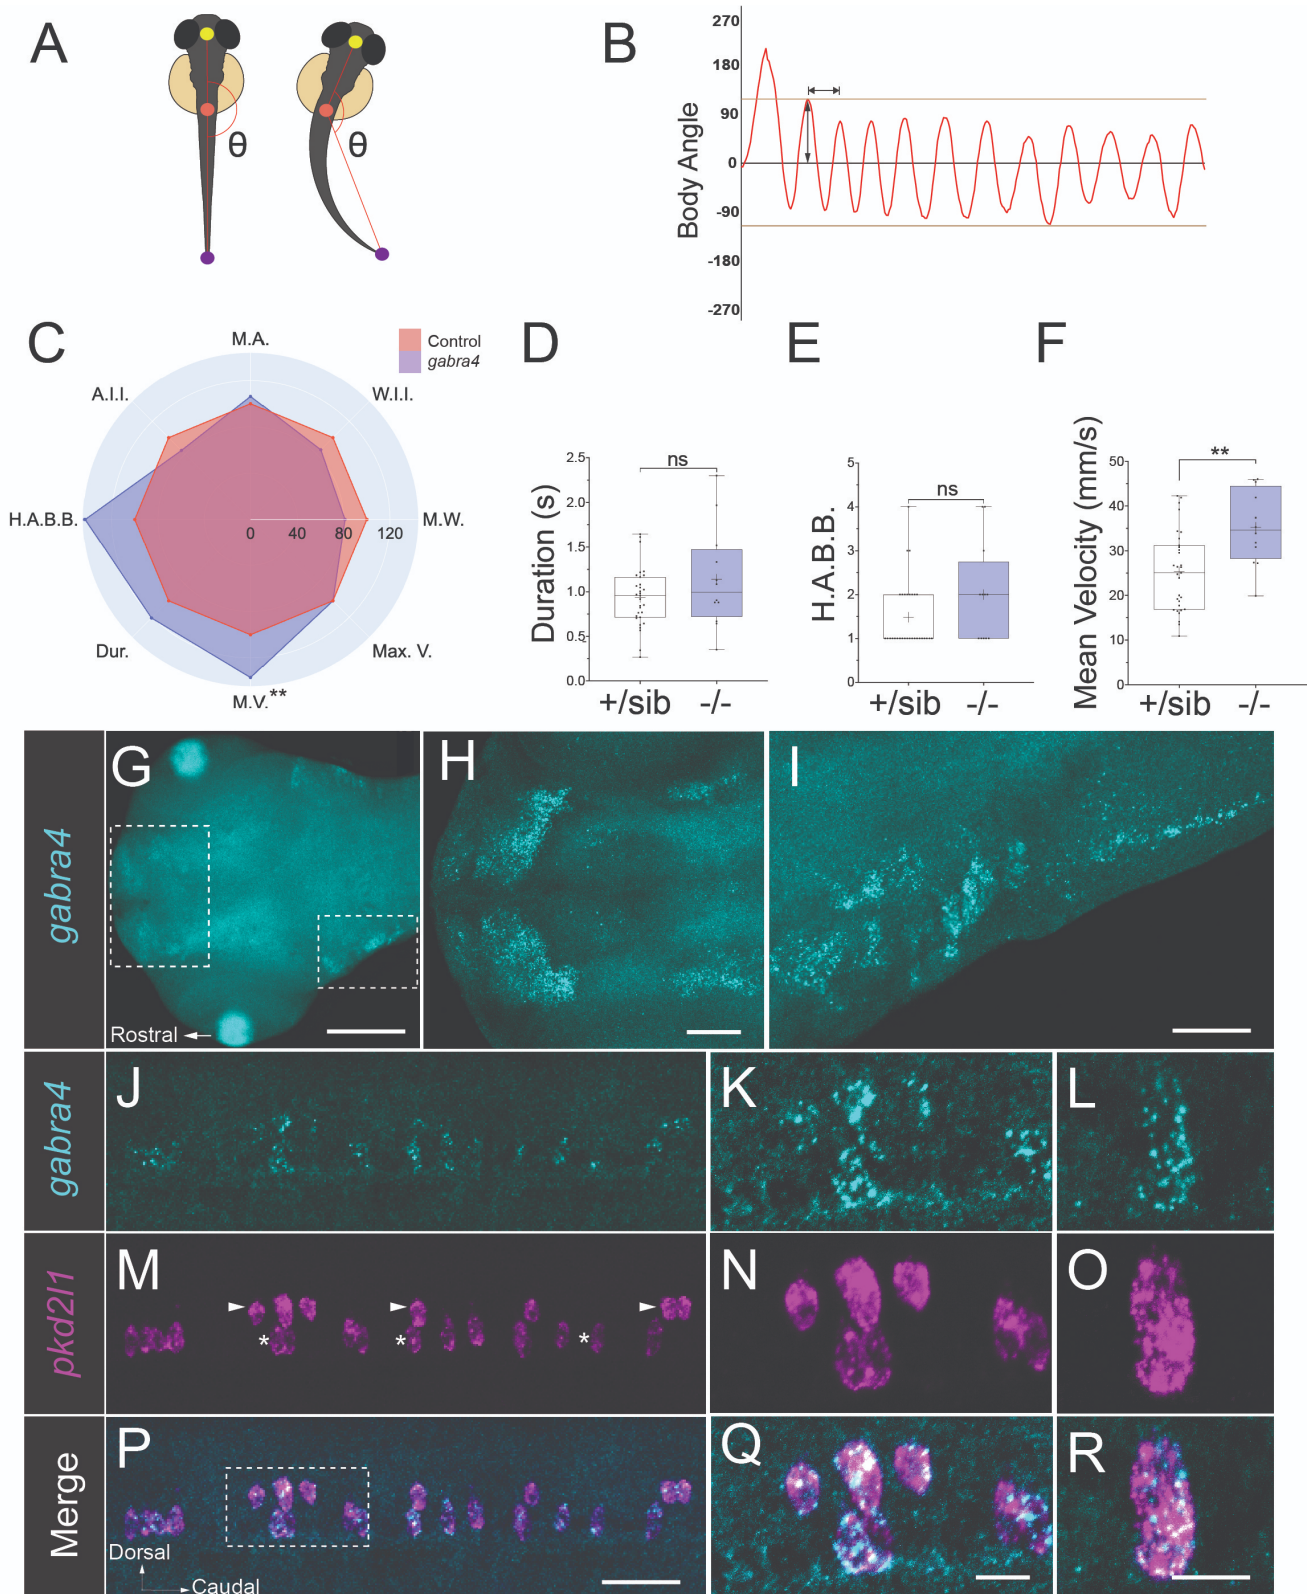 A
θ
θ
B
Body Angle
270
180
90
0
-90
-180
-270
C
Control
gabra4
M.A.
W.I.I.
M.W.
Max. V.
M.V.**
Dur.
H.A.B.B.
A.I.I.
0 40 80 120
D
Duration (s)
2.5
2.0
1.5
1.0
0.5
0.0
ns
+/sib -/-
E
H.A.B.B.
5
4
3
2
1
0
ns
+/sib -/-
F
Mean Velocity (mm/s)
50
40
30
20
10
0
**
+/sib -/-
gabra4
G
Rostral
H
I
gabra4
J
K
L
pkd2l1
M
*
*
*
N
O
Merge
P
Dorsal
Caudal
Q
R